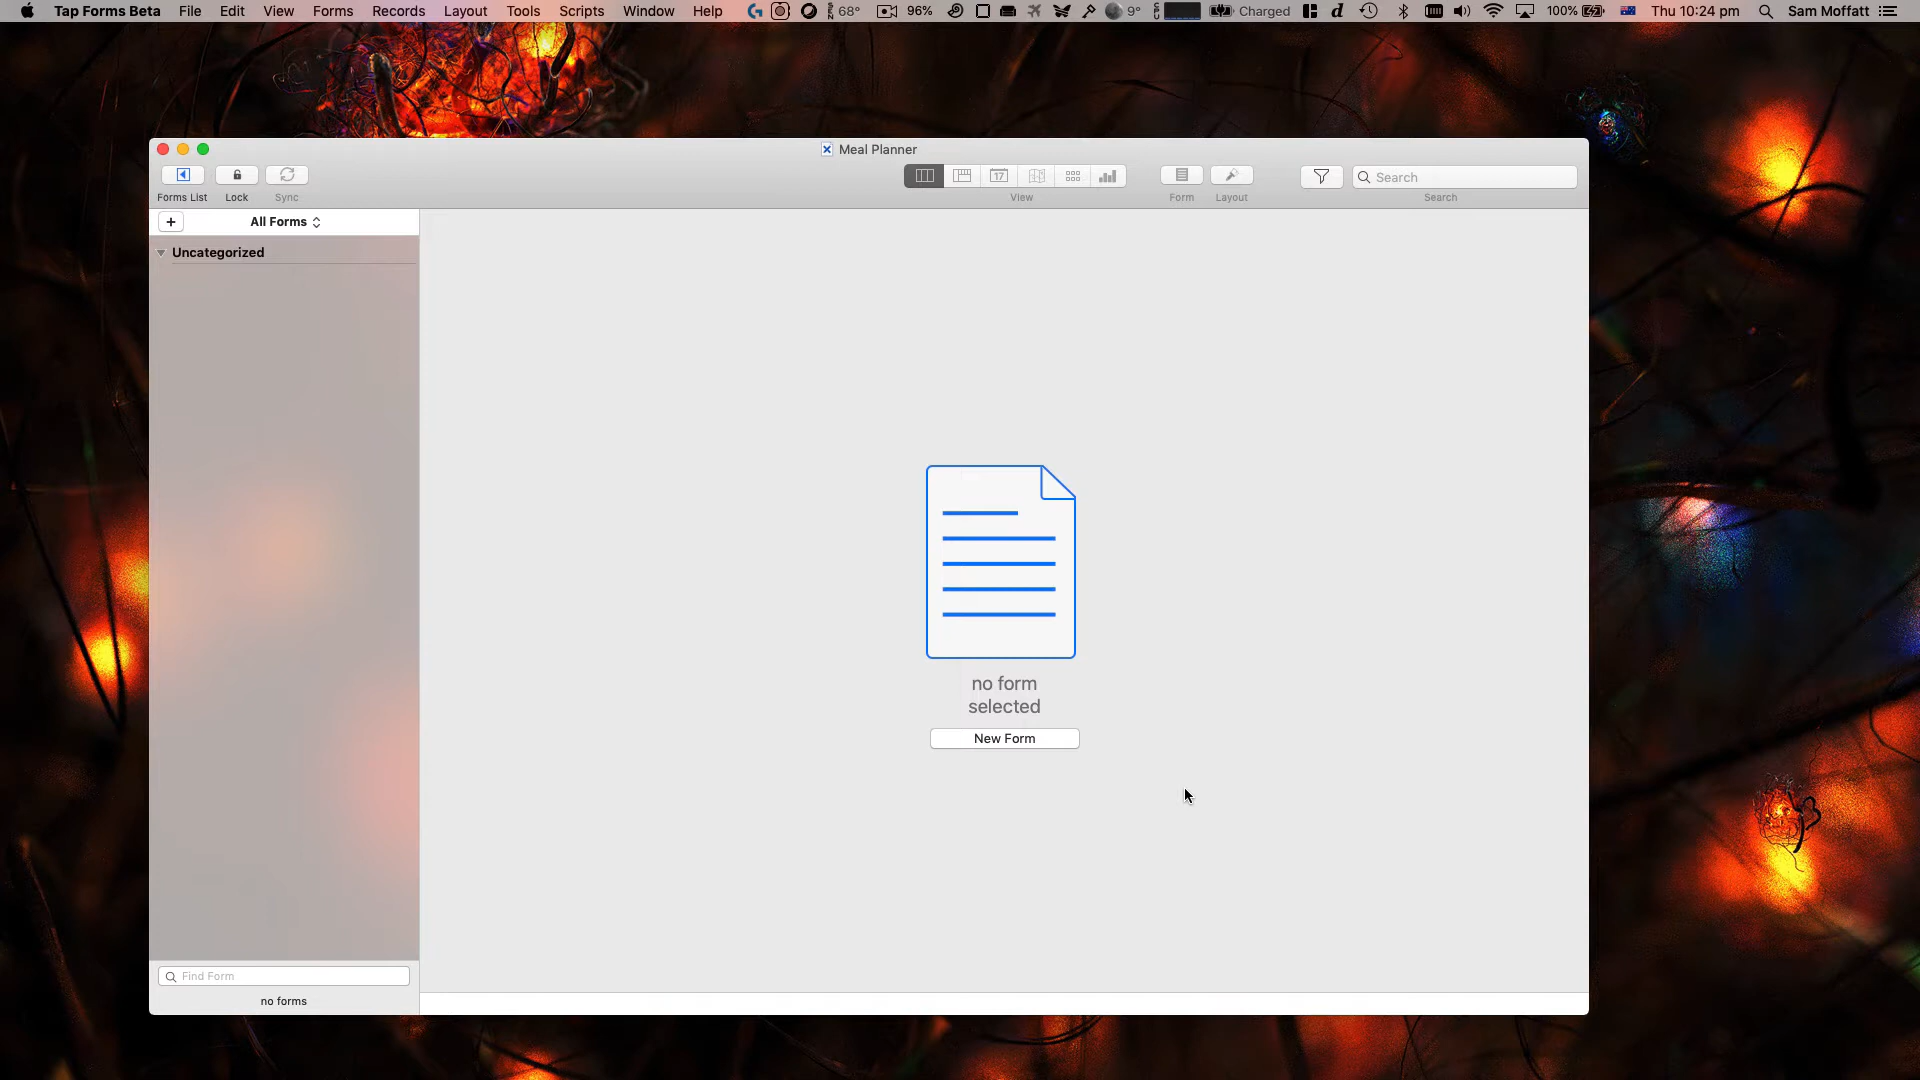 Tap Forms Beta File Edit View Forms Records Layout Tools Scripts Window Help 68° 96% 9° Charged 100% Thu 10:24 pm Sam Moffatt
Meal Planner
17
Search
Forms List Lock Sync View Form Layout Search
+ All Forms
Uncategorized
no form
selected
New Form
Find Form
no forms